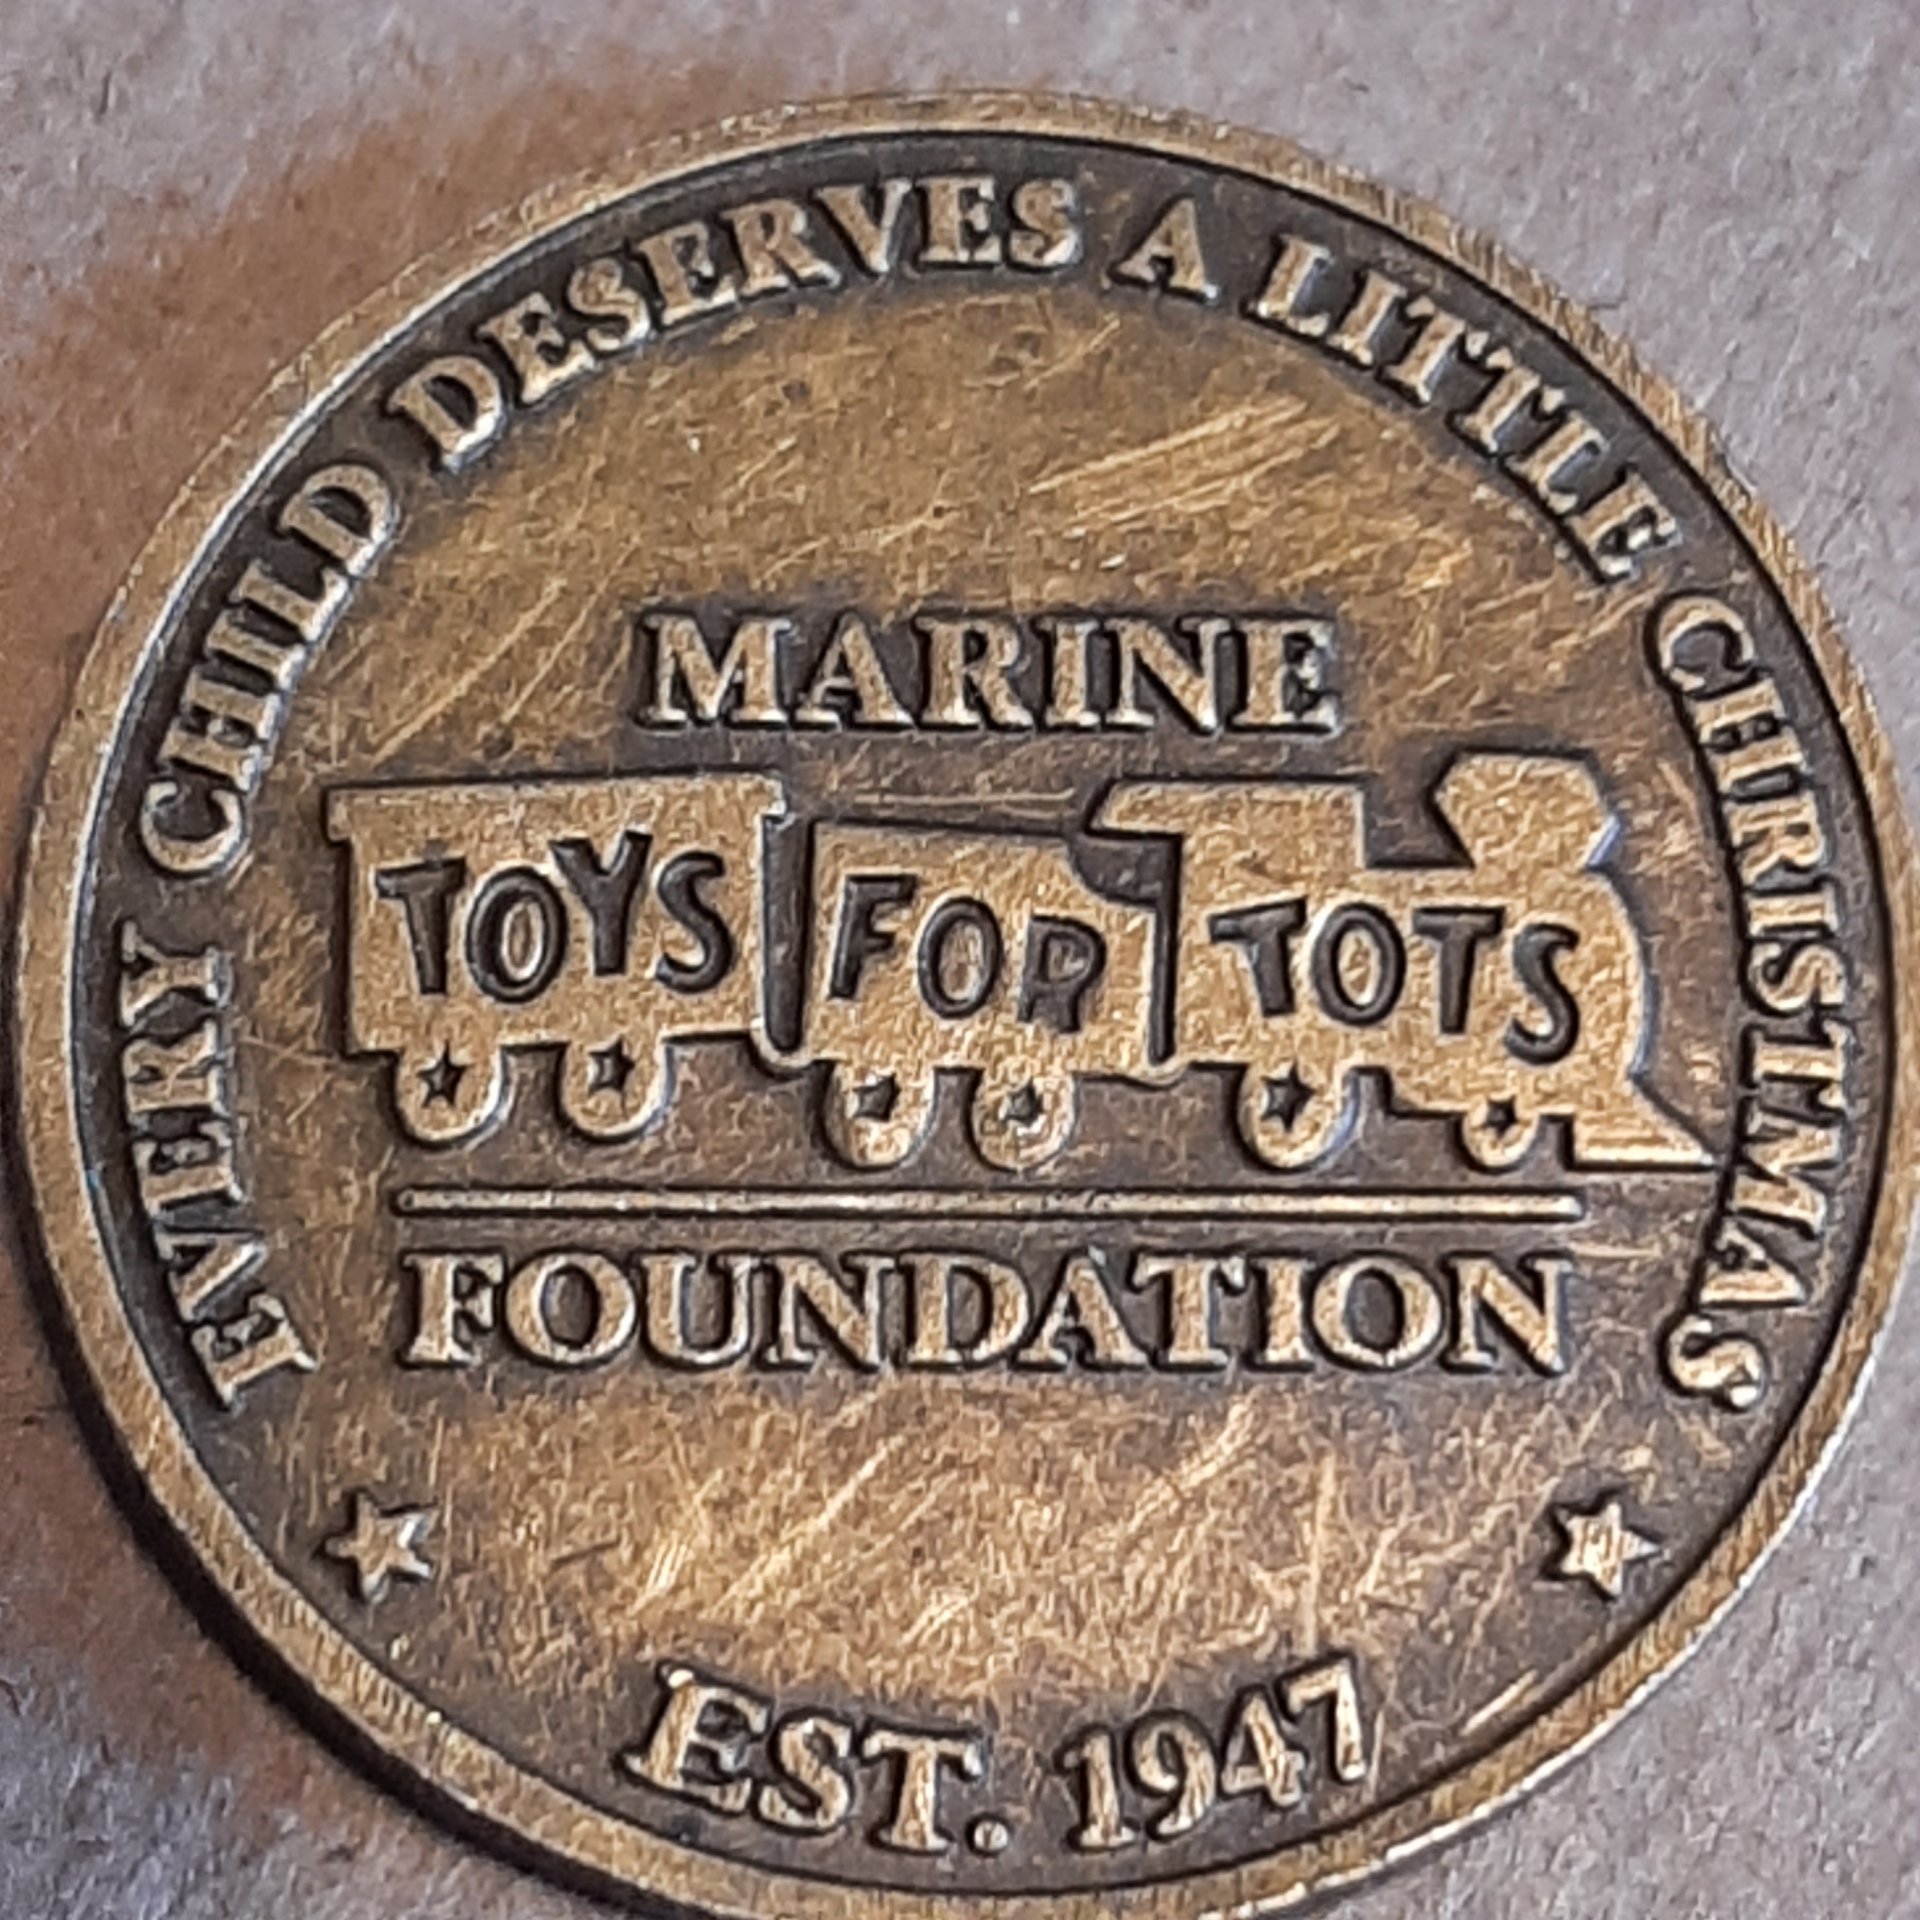 EVERY CHILD DESERVES A LITTLE CHRISTMAS
MARINE
TOYS FOR TOTS
FOUNDATION
EST. 1947